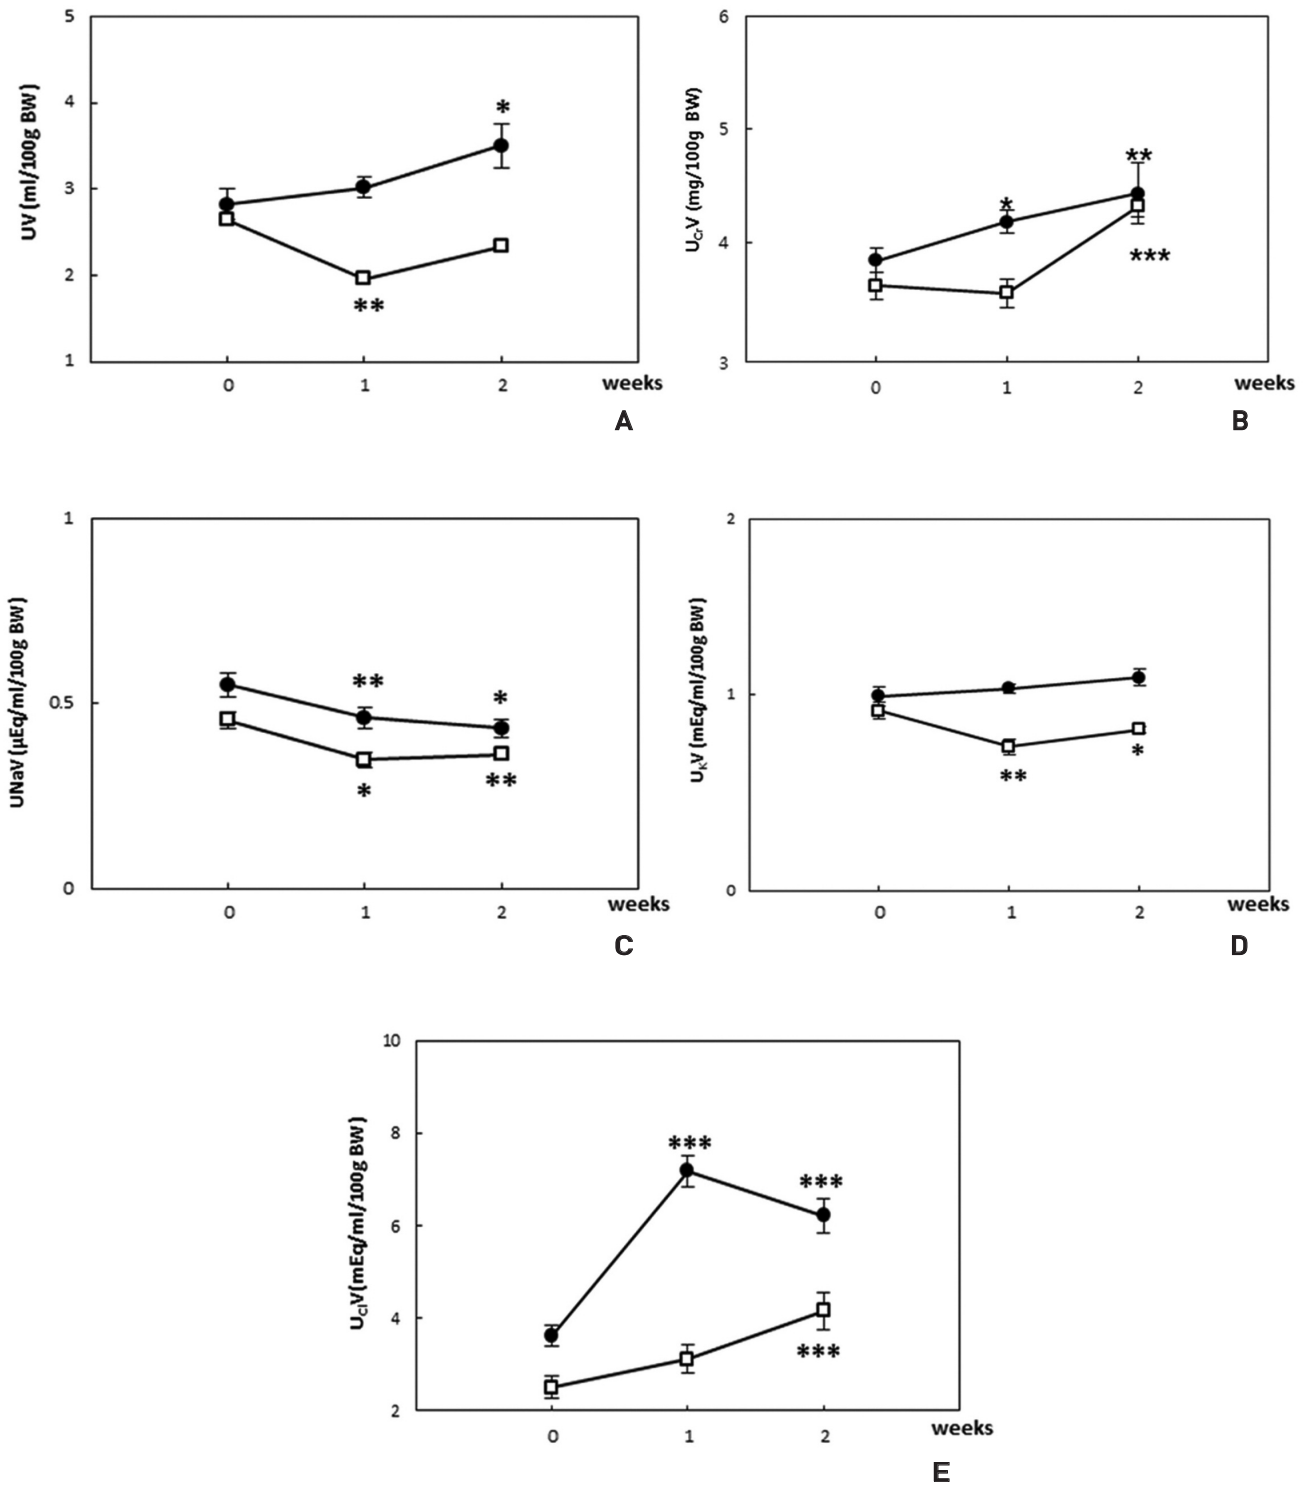 5
4
3
2
1
UV (ml/100g BW)
*
**
0 1 2 weeks
A
6
5
4
3
UCrV (mg/100g BW)
*
**
***
0 1 2 weeks
B
1
0.5
0
UNaV (µEq/ml/100g BW)
**
*
*
**
0 1 2 weeks
C
2
1
0
UKV (mEq/ml/100g BW)
**
*
0 1 2 weeks
D
10
8
6
4
2
UClV(mEq/ml/100g BW)
***
***
***
0 1 2 weeks
E